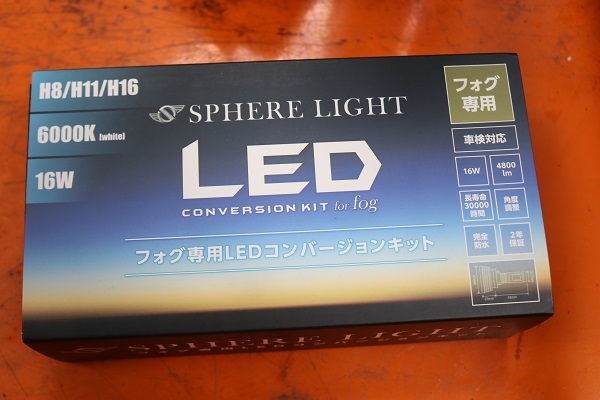 H8/H11/H16
6000K [white]
16W
SPHERE LIGHT
LED
CONVERSION KIT for fog
フォグ専用LEDコンバージョンキット
フォグ
専用
車検対応
16W
4800
lm
長寿命
30000
時間
角度
調整
完全
防水
2年
保証
SPHERE LIGHT